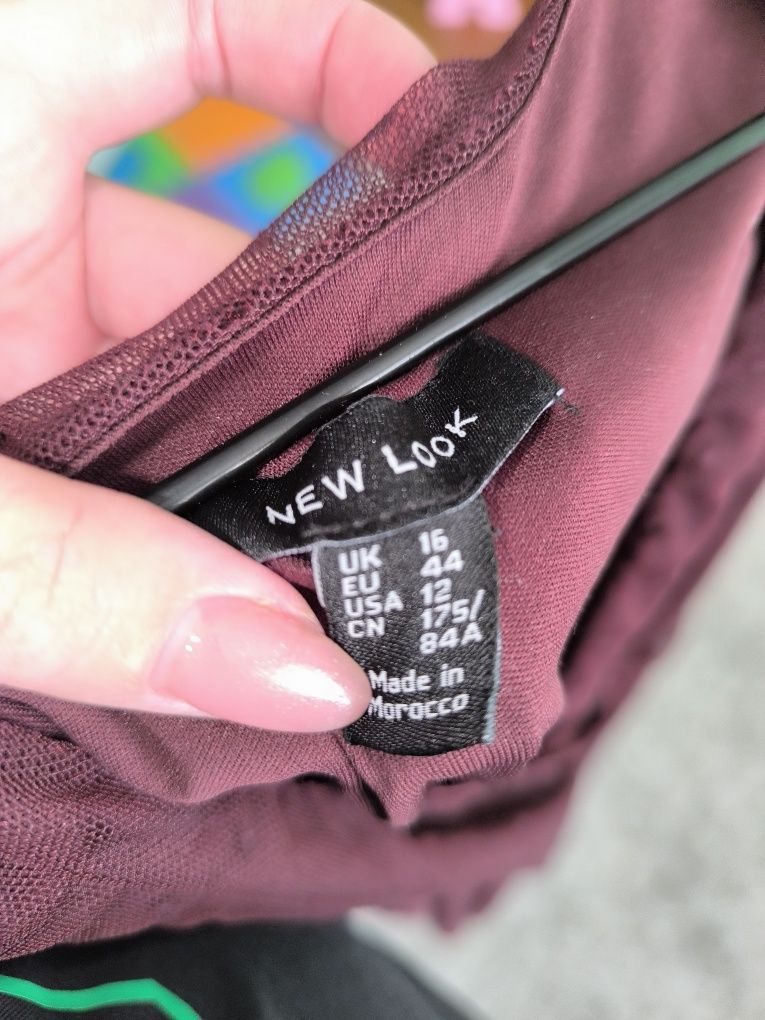 NEW LOOK
UK 16
EU 44
USA 12
CN 175/
84A
Made in
Morocco